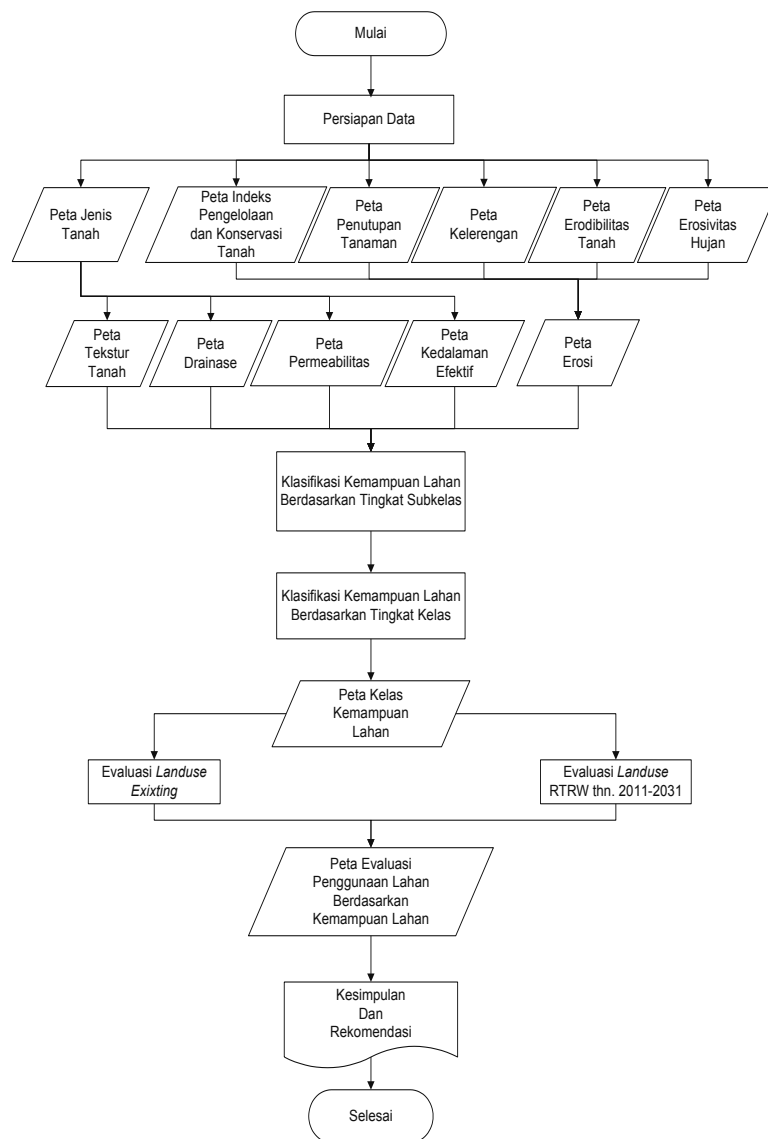 Mulai
Persiapan Data
Peta Jenis
Tanah
Peta Indeks
Pengelolaan
dan Konservasi
Tanah
Peta
Penutupan
Tanaman
Peta
Kelerengan
Peta
Erodibilitas
Tanah
Peta
Erosivitas
Hujan
Peta
Tekstur
Tanah
Peta
Drainase
Peta
Permeabilitas
Peta
Kedalaman
Efektif
Peta
Erosi
Klasifikasi Kemampuan Lahan
Berdasarkan Tingkat Subkelas
Klasifikasi Kemampuan Lahan
Berdasarkan Tingkat Kelas
Peta Kelas
Kemampuan
Lahan
Evaluasi Landuse
Exixting
Evaluasi Landuse
RTRW thn. 2011-2031
Peta Evaluasi
Penggunaan Lahan
Berdasarkan
Kemampuan Lahan
Kesimpulan
Dan
Rekomendasi
Selesai